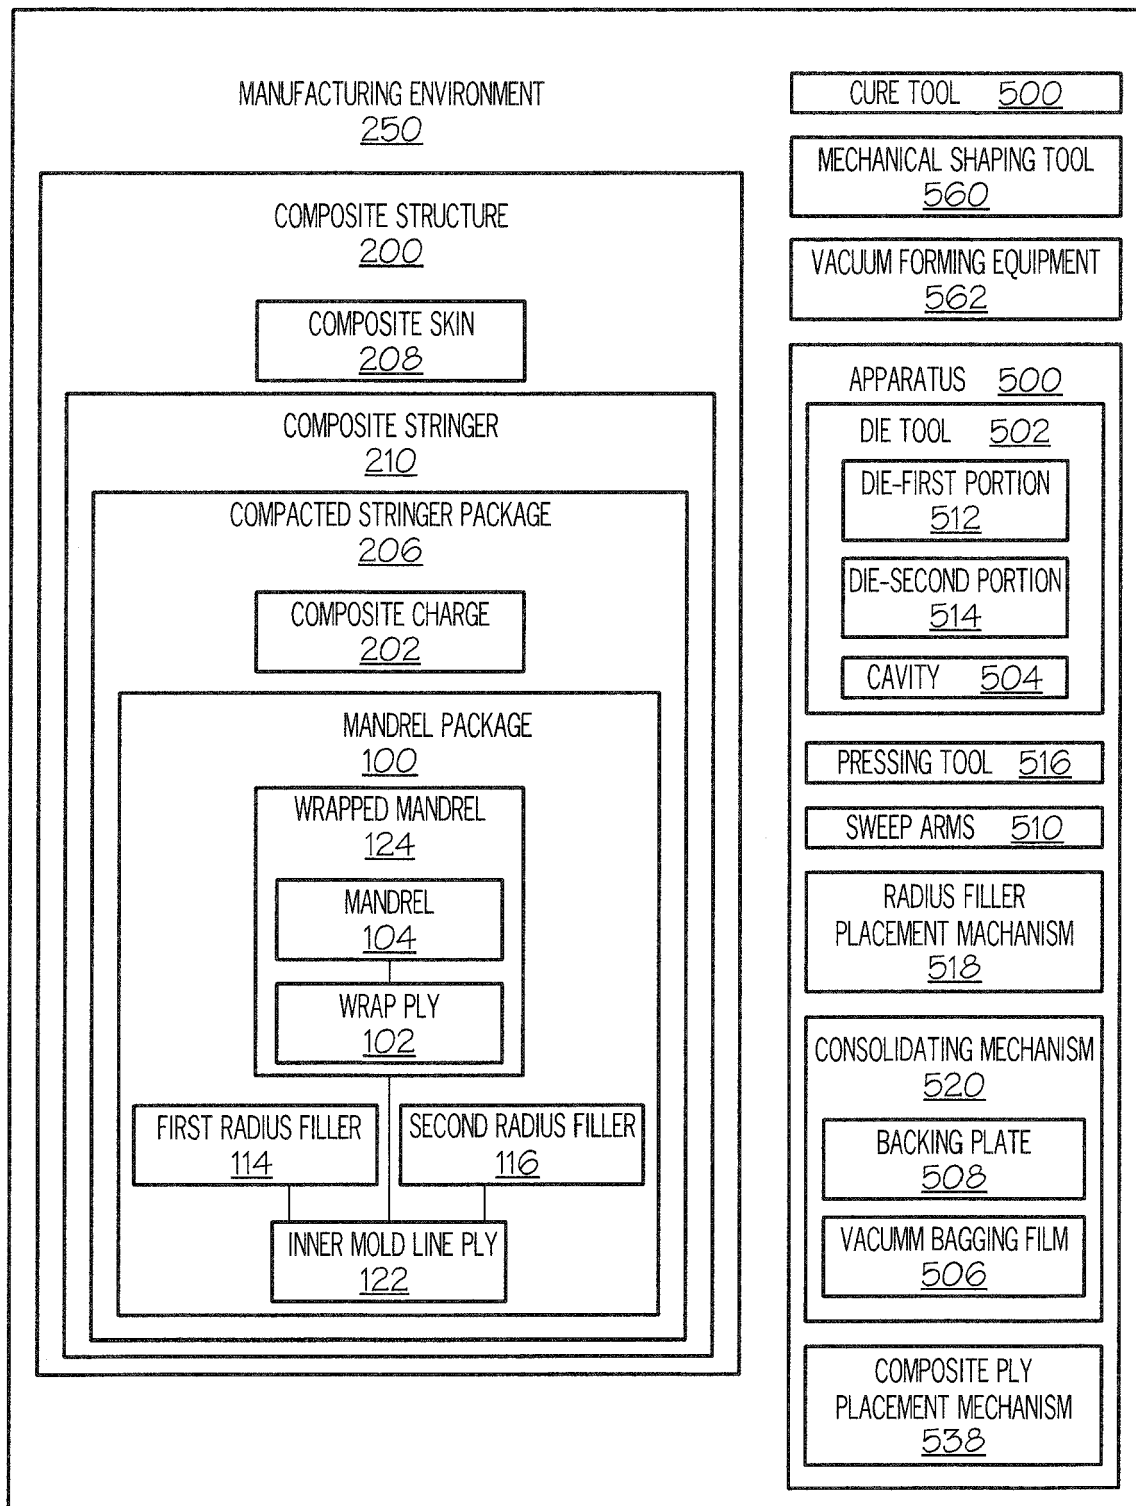 MANUFACTURING ENVIRONMENT
250
COMPOSITE STRUCTURE
200
COMPOSITE SKIN
208
COMPOSITE STRINGER
210
COMPACTED STRINGER PACKAGE
206
COMPOSITE CHARGE
202
MANDREL PACKAGE
100
WRAPPED MANDREL
124
MANDREL
104
WRAP PLY
102
FIRST RADIUS FILLER
114
SECOND RADIUS FILLER
116
INNER MOLD LINE PLY
122
CURE TOOL 500
MECHANICAL SHAPING TOOL
560
VACUUM FORMING EQUIPMENT
562
APPARATUS 500
DIE TOOL 502
DIE-FIRST PORTION
512
DIE-SECOND PORTION
514
CAVITY 504
PRESSING TOOL 516
SWEEP ARMS 510
RADIUS FILLER
PLACEMENT MACHANISM
518
CONSOLIDATING MECHANISM
520
BACKING PLATE
508
VACUMM BAGGING FILM
506
COMPOSITE PLY
PLACEMENT MECHANISM
538